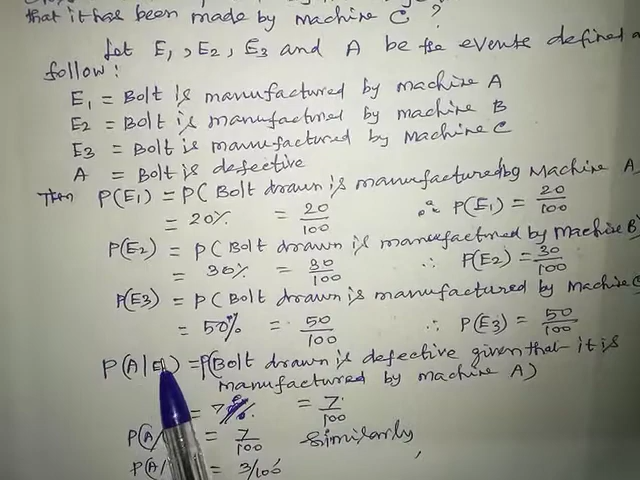 that it has been made by machine C ?
Let E1, E2, E3 and A be the events defined a
follow :
E1 = Bolt is manufactured by machine A
E2 = Bolt is manufactured by machine B
E3 = Bolt is manufactured by machine C
A = Bolt is defective
Then P(E1) = P( Bolt drawn is manufactured by Machine A
= 20% = 20/100 ∴ P(E1) = 20/100
P(E2) = P( Bolt drawn is manufactured by Machine B
= 30% = 30/100 ∴ P(E2) = 30/100
P(E3) = P( Bolt drawn is manufactured by Machine C
= 50% = 50/100 ∴ P(E3) = 50/100
P(A|E ) = P(Bolt drawn is defective given that it is
manufactured by machine A)
= 7% = 7/100
P(A/ = 7/100 Similarly,
P(A/ = 3/100